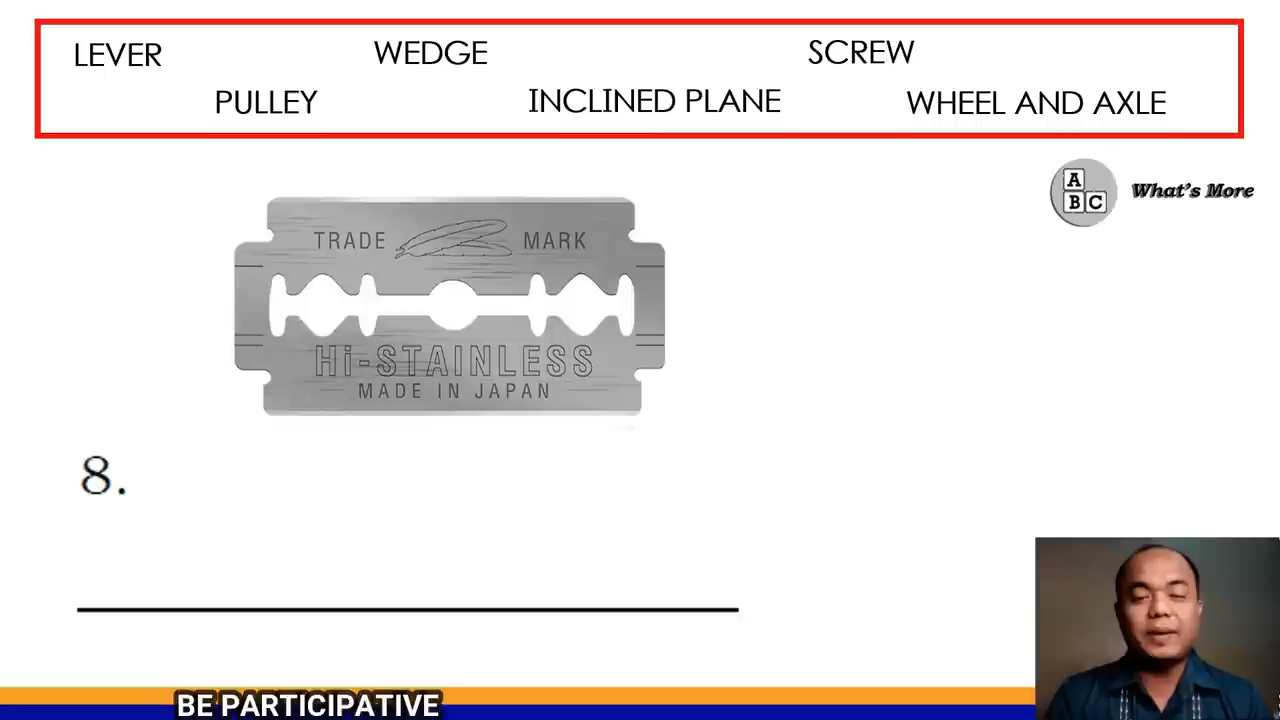 LEVER WEDGE SCREW
PULLEY INCLINED PLANE WHEEL AND AXLE
A
B C
What's More
TRADE MARK
Hi-STAINLESS
MADE IN JAPAN
8.
BE PARTICIPATIVE